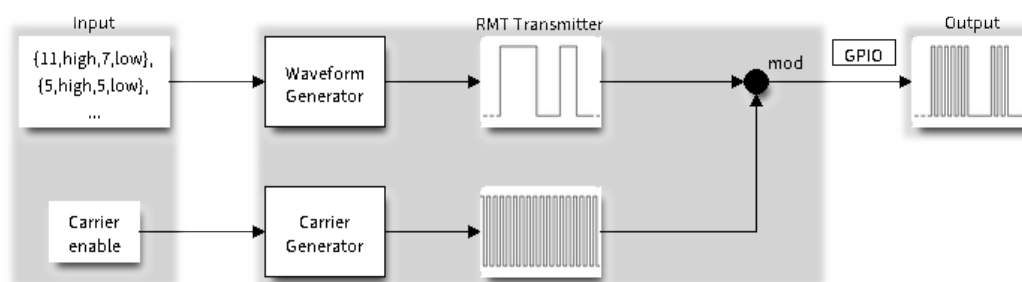 Input
RMT Transmitter
Output
{11,high,7,low},
{5,high,5,low},
...
Waveform
Generator
mod
GPIO
Carrier
enable
Carrier
Generator